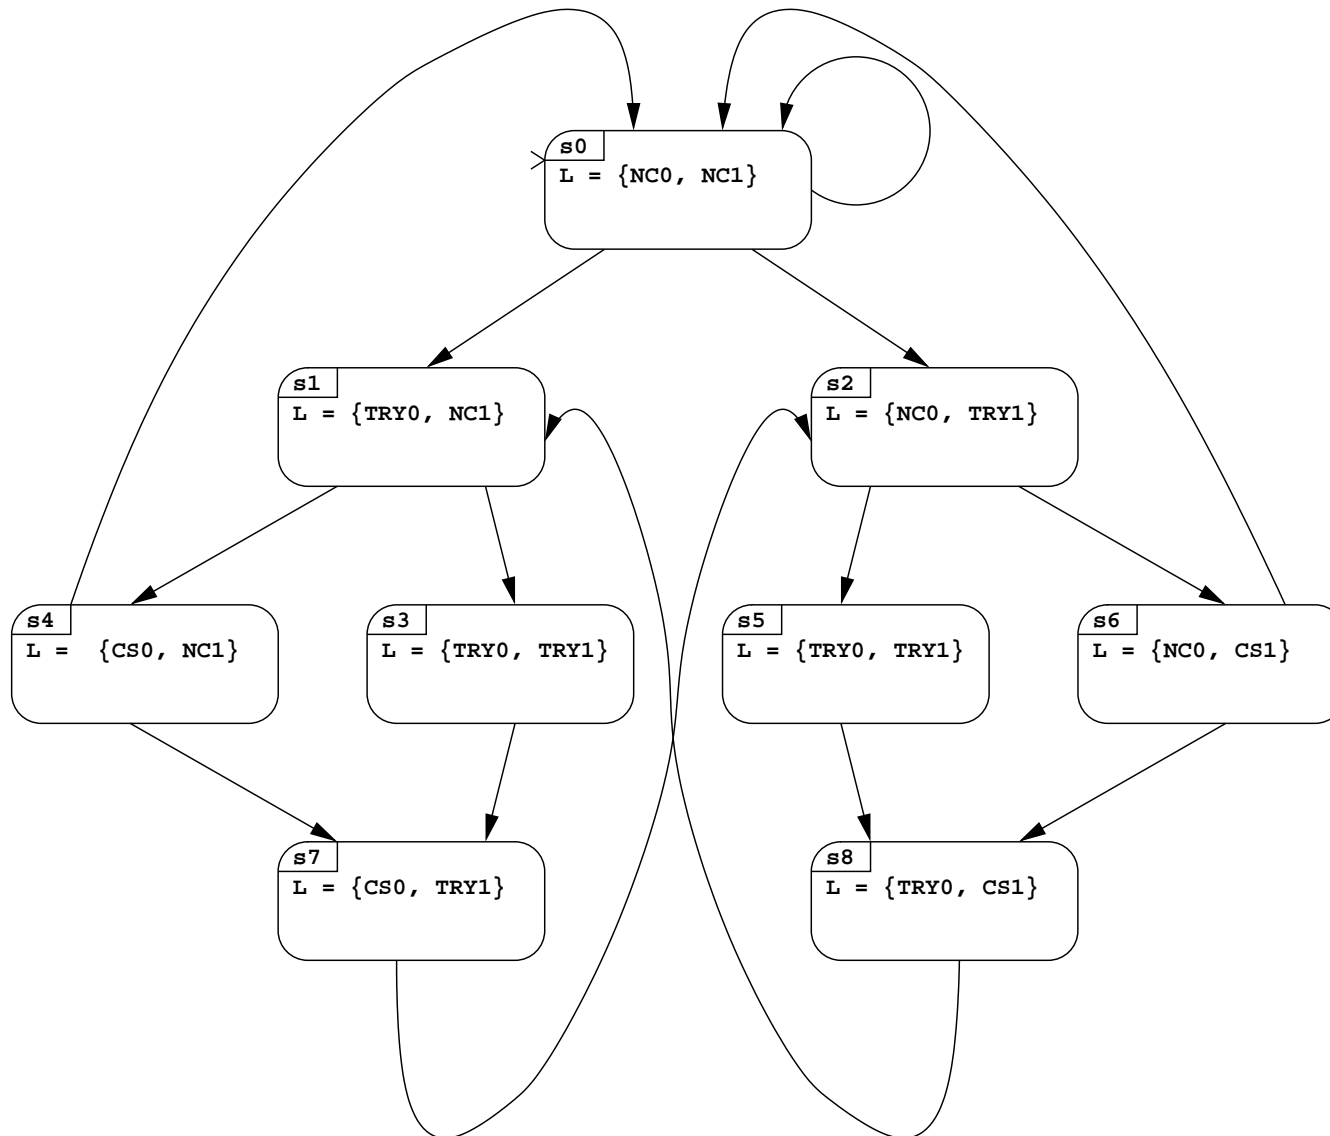 s0
L = {NC0, NC1}
s1
L = {TRY0, NC1}
s2
L = {NC0, TRY1}
s4
L =  {CS0, NC1}
s3
L = {TRY0, TRY1}
s5
L = {TRY0, TRY1}
s6
L = {NC0, CS1}
s7
L = {CS0, TRY1}
s8
L = {TRY0, CS1}